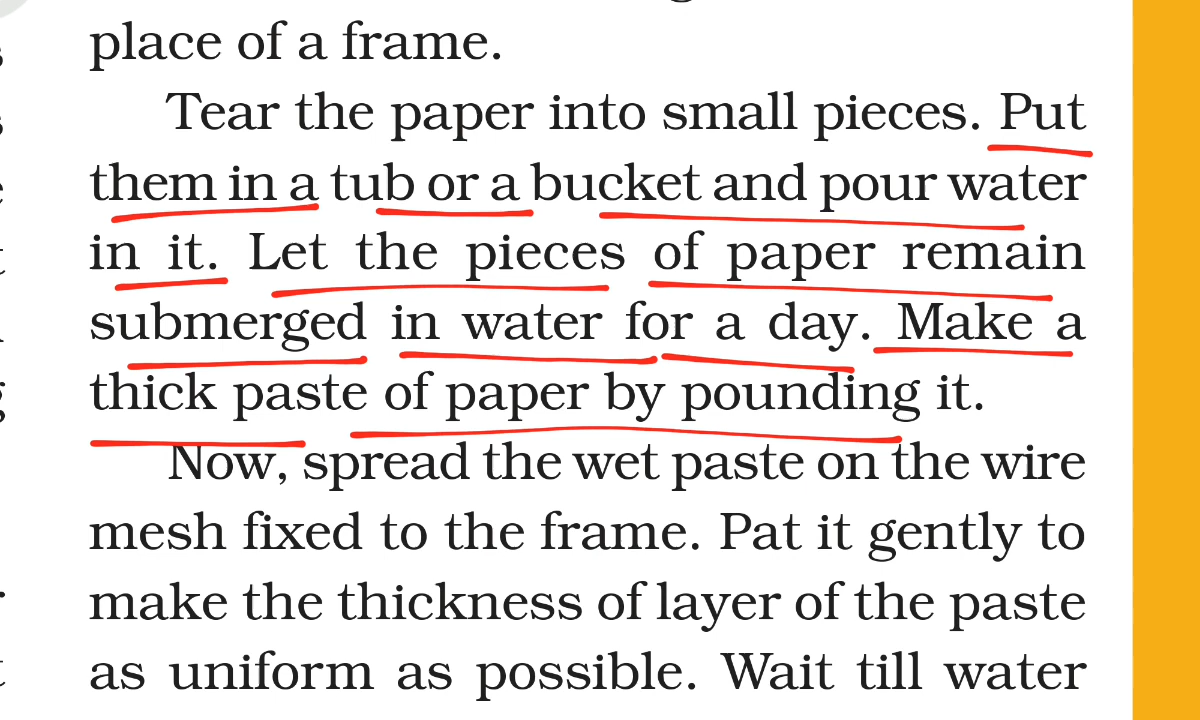 place of a frame.
Tear the paper into small pieces. Put
them in a tub or a bucket and pour water
in it. Let the pieces of paper remain
submerged in water for a day. Make a
thick paste of paper by pounding it.
Now, spread the wet paste on the wire
mesh fixed to the frame. Pat it gently to
make the thickness of layer of the paste
as uniform as possible. Wait till water